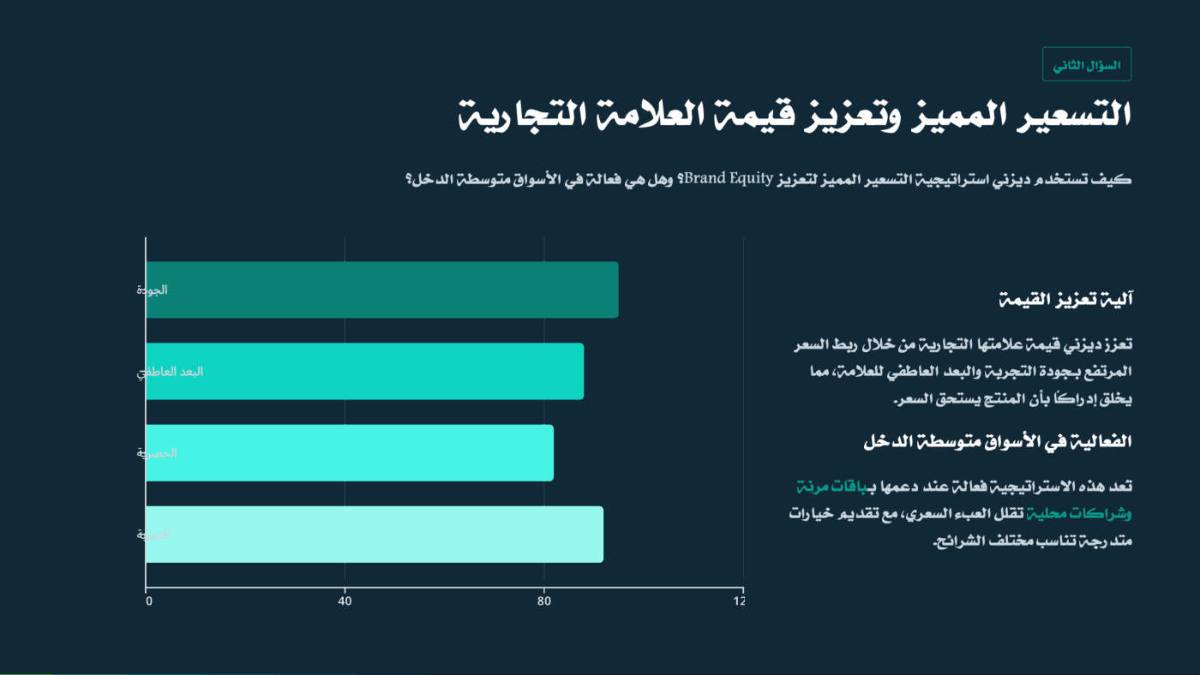 السؤال الثاني
التسعير المميز وتعزيز قيمة العلامة التجارية
كيف تستخدم ديزني استراتيجية التسعير المميز لتعزيز Brand Equity؟ وهل هي فعالة في الأسواق متوسطة الدخل؟
آلية تعزيز القيمة
تعزز ديزني قيمة علامتها التجارية من خلال ربط السعر
المرتفع بجودة التجربة والبعد العاطفي للعلامة، مما
يخلق إدراكًا بأن المنتج يستحق السعر.
الفعالية في الأسواق متوسطة الدخل
تعد هذه الاستراتيجية فعالة عند دعمها بباقات مرنة
وشراكات محلية تقلل العبء السعري، مع تقديم خيارات
متدرجة تناسب مختلف الشرائح.
الجودة
البعد العاطفي
الحصرية
0 40 80 12